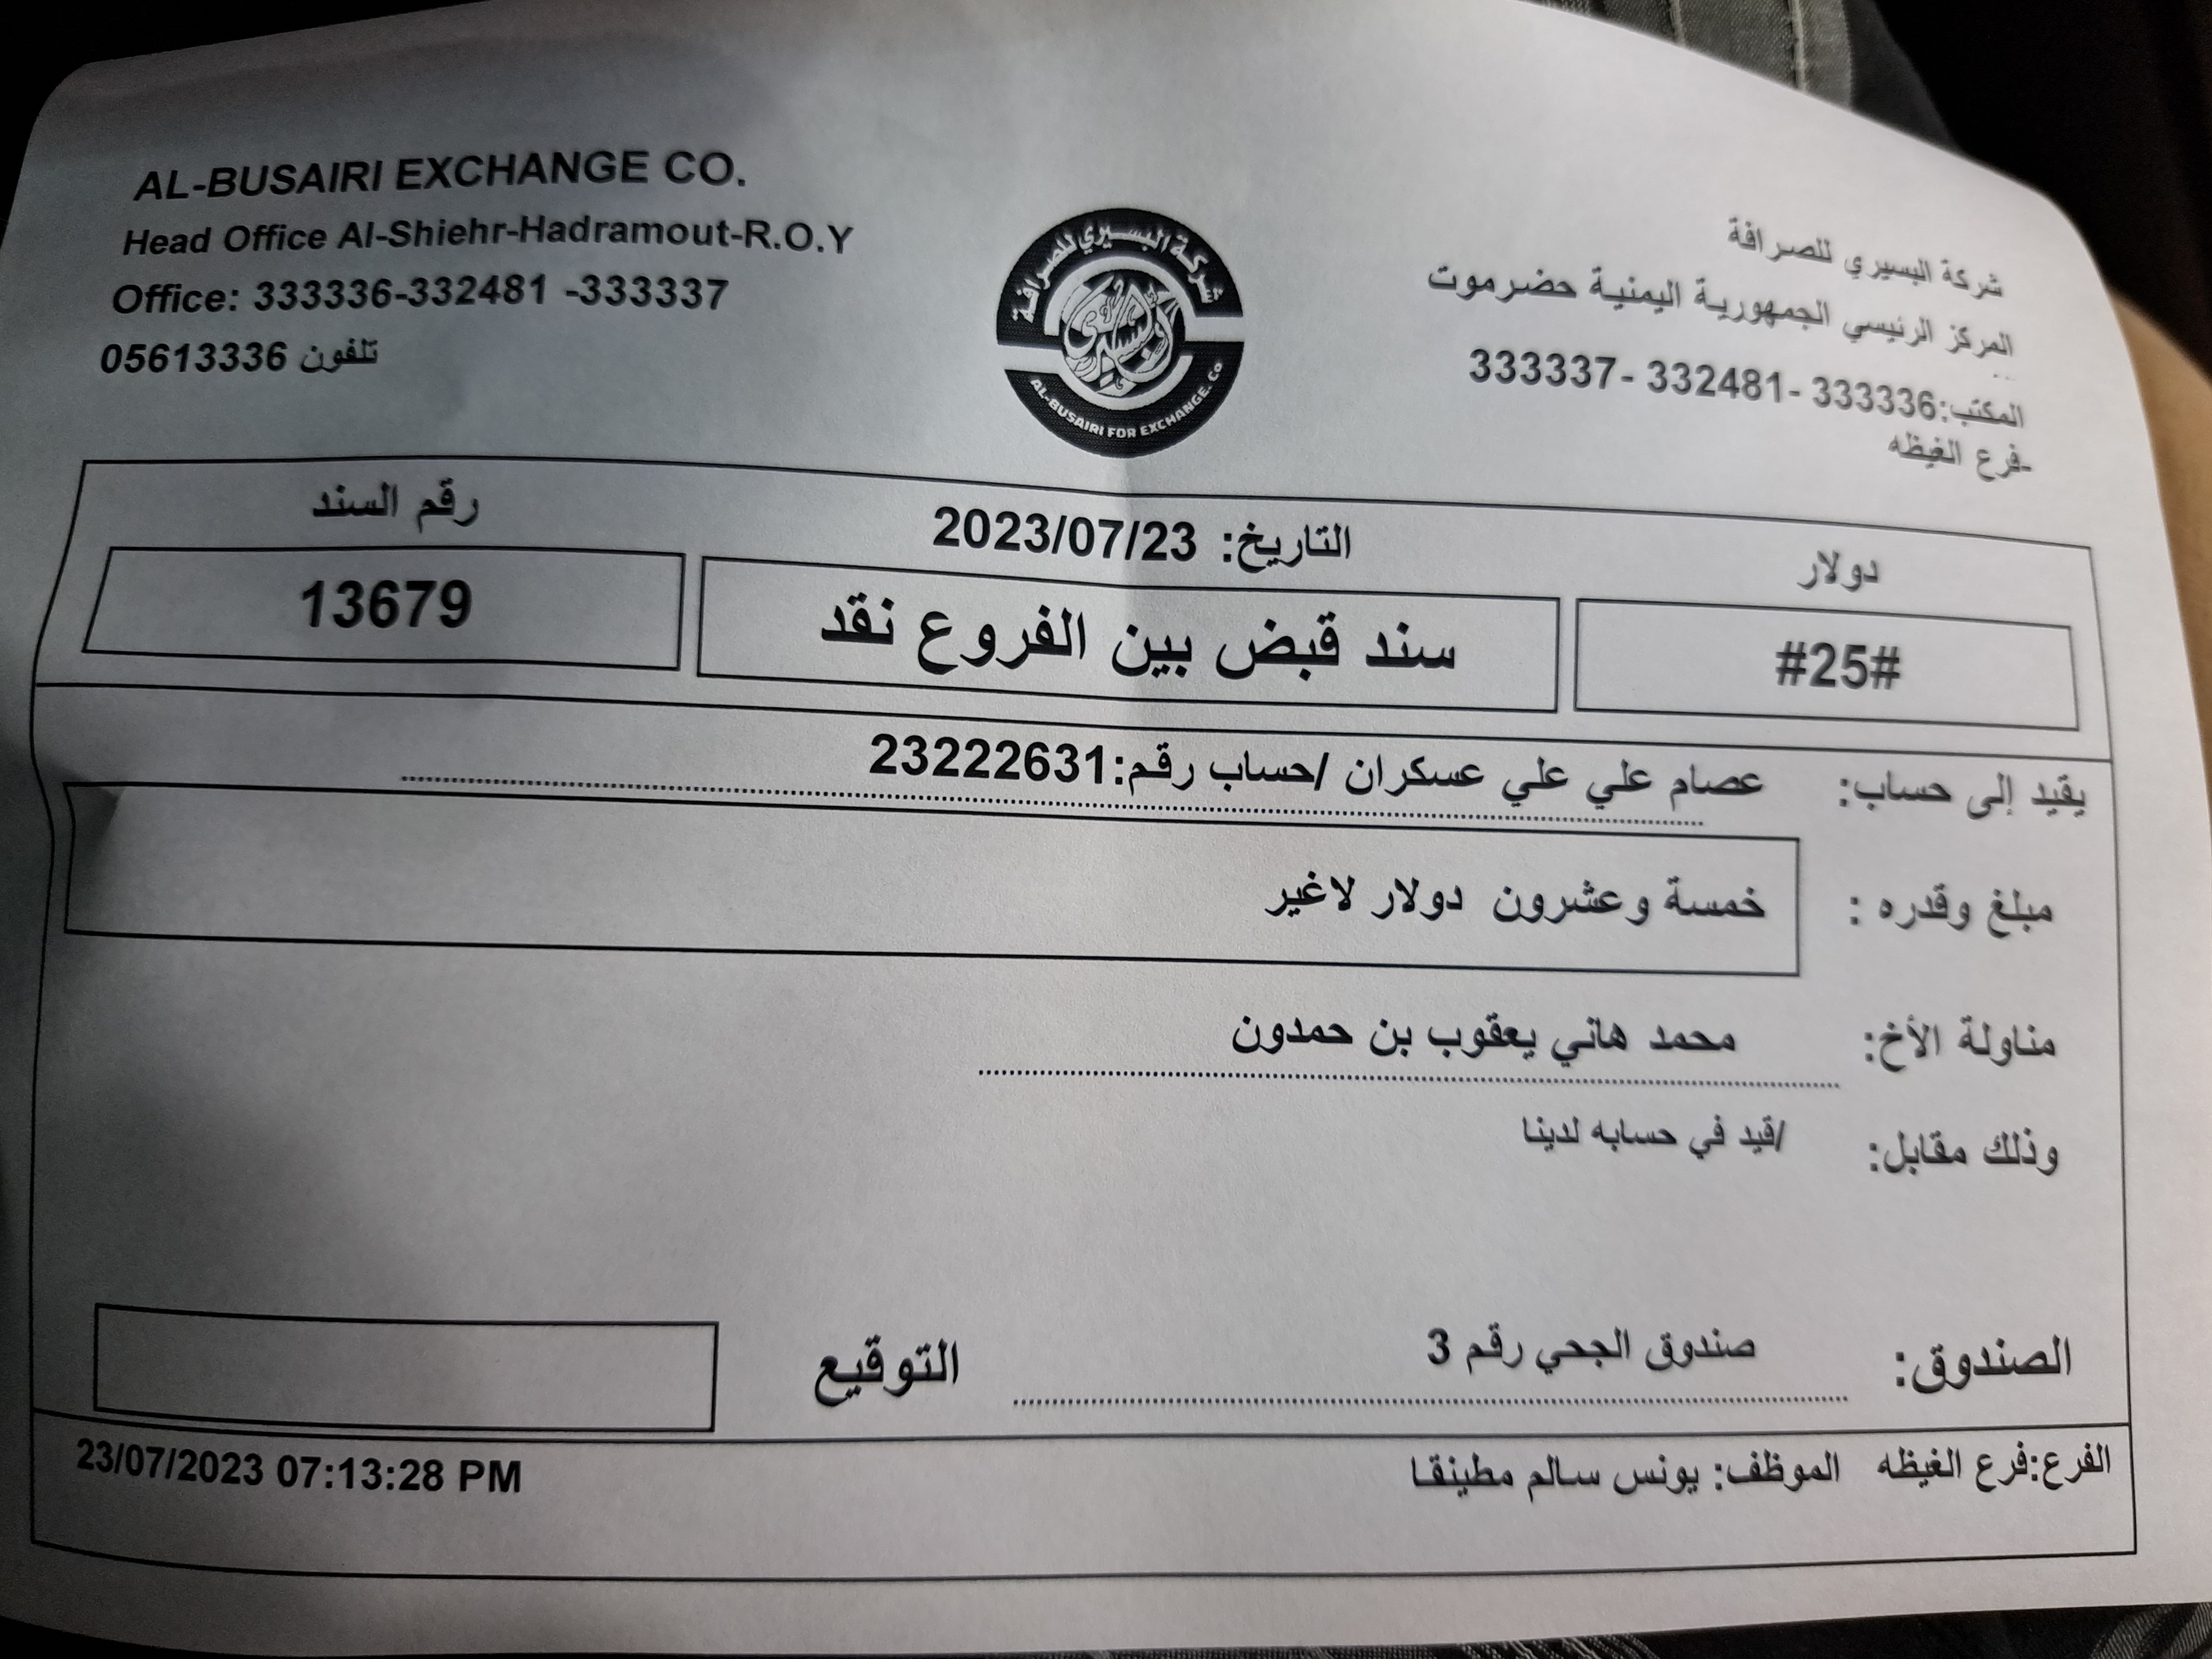 AL-BUSAIRI EXCHANGE CO.
Head Office Al-Shiehr-Hadramout-R.O.Y
Office: 333336-332481 -333337
تلفون 05613336
شركة البسيري للصرافة
المركز الرئيسي الجمهورية اليمنية حضرموت
المكتب:333336 -332481 -333337
فرع الغيظه-
شركة البسيري للصرافة
AL-BUSAIRI FOR EXCHANGE. CO
دولار
التاريخ: 2023/07/23
رقم السند
#25#
سند قبض بين الفروع نقد
13679
يقيد إلى حساب: عصام علي علي عسكران /حساب رقم:23222631
مبلغ وقدره : خمسة وعشرون دولار لاغير
مناولة الأخ: محمد هاني يعقوب بن حمدون
وذلك مقابل: /قيد في حسابه لدينا
الصندوق: صندوق الجحي رقم 3
التوقيع
الفرع:فرع الغيظه الموظف: يونس سالم مطينقا
23/07/2023 07:13:28 PM